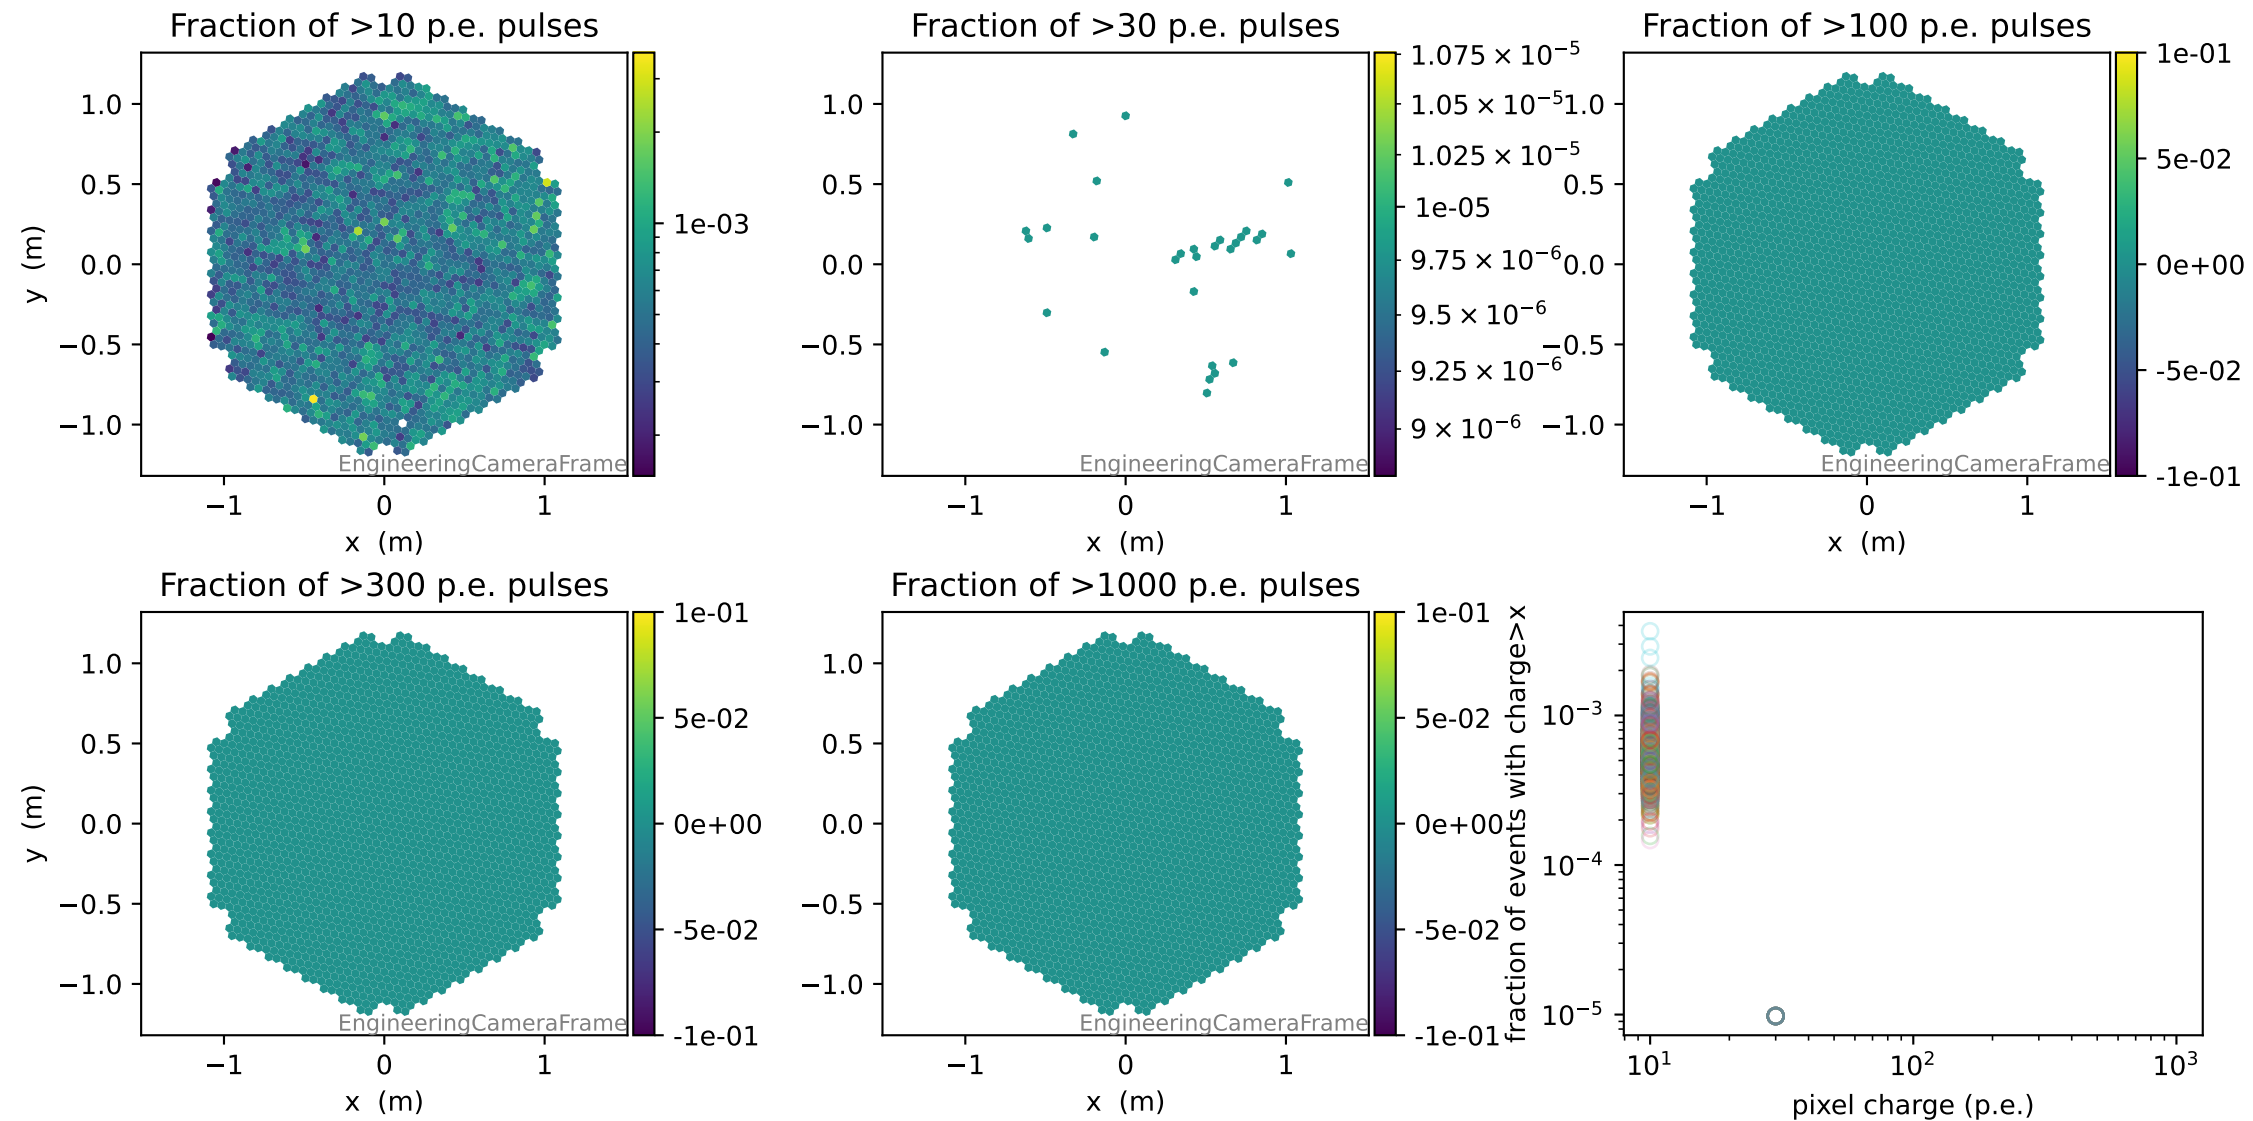 Fraction of >10 p.e. pulses
1.0
0.5
0.0
−0.5
−1.0
y (m)
−1 0 1
x (m)
EngineeringCameraFrame
1e-03
Fraction of >30 p.e. pulses
1.0
0.5
0.0
−0.5
−1.0
−1 0 1
x (m)
EngineeringCameraFrame
1.075 × 10⁻⁵
1.05 × 10⁻⁵
1.025 × 10⁻⁵
1e-05
9.75 × 10⁻⁶
9.5 × 10⁻⁶
9.25 × 10⁻⁶
9 × 10⁻⁶
Fraction of >100 p.e. pulses
1.0
0.5
0.0
−0.5
−1.0
−1 0 1
x (m)
EngineeringCameraFrame
1e-01
5e-02
0e+00
-5e-02
-1e-01
Fraction of >300 p.e. pulses
1.0
0.5
0.0
−0.5
−1.0
y (m)
−1 0 1
x (m)
EngineeringCameraFrame
1e-01
5e-02
0e+00
-5e-02
-1e-01
Fraction of >1000 p.e. pulses
1.0
0.5
0.0
−0.5
−1.0
−1 0 1
x (m)
EngineeringCameraFrame
1e-01
5e-02
0e+00
-5e-02
-1e-01
fraction of events with charge>x
10⁻³
10⁻⁴
10⁻⁵
10¹ 10² 10³
pixel charge (p.e.)